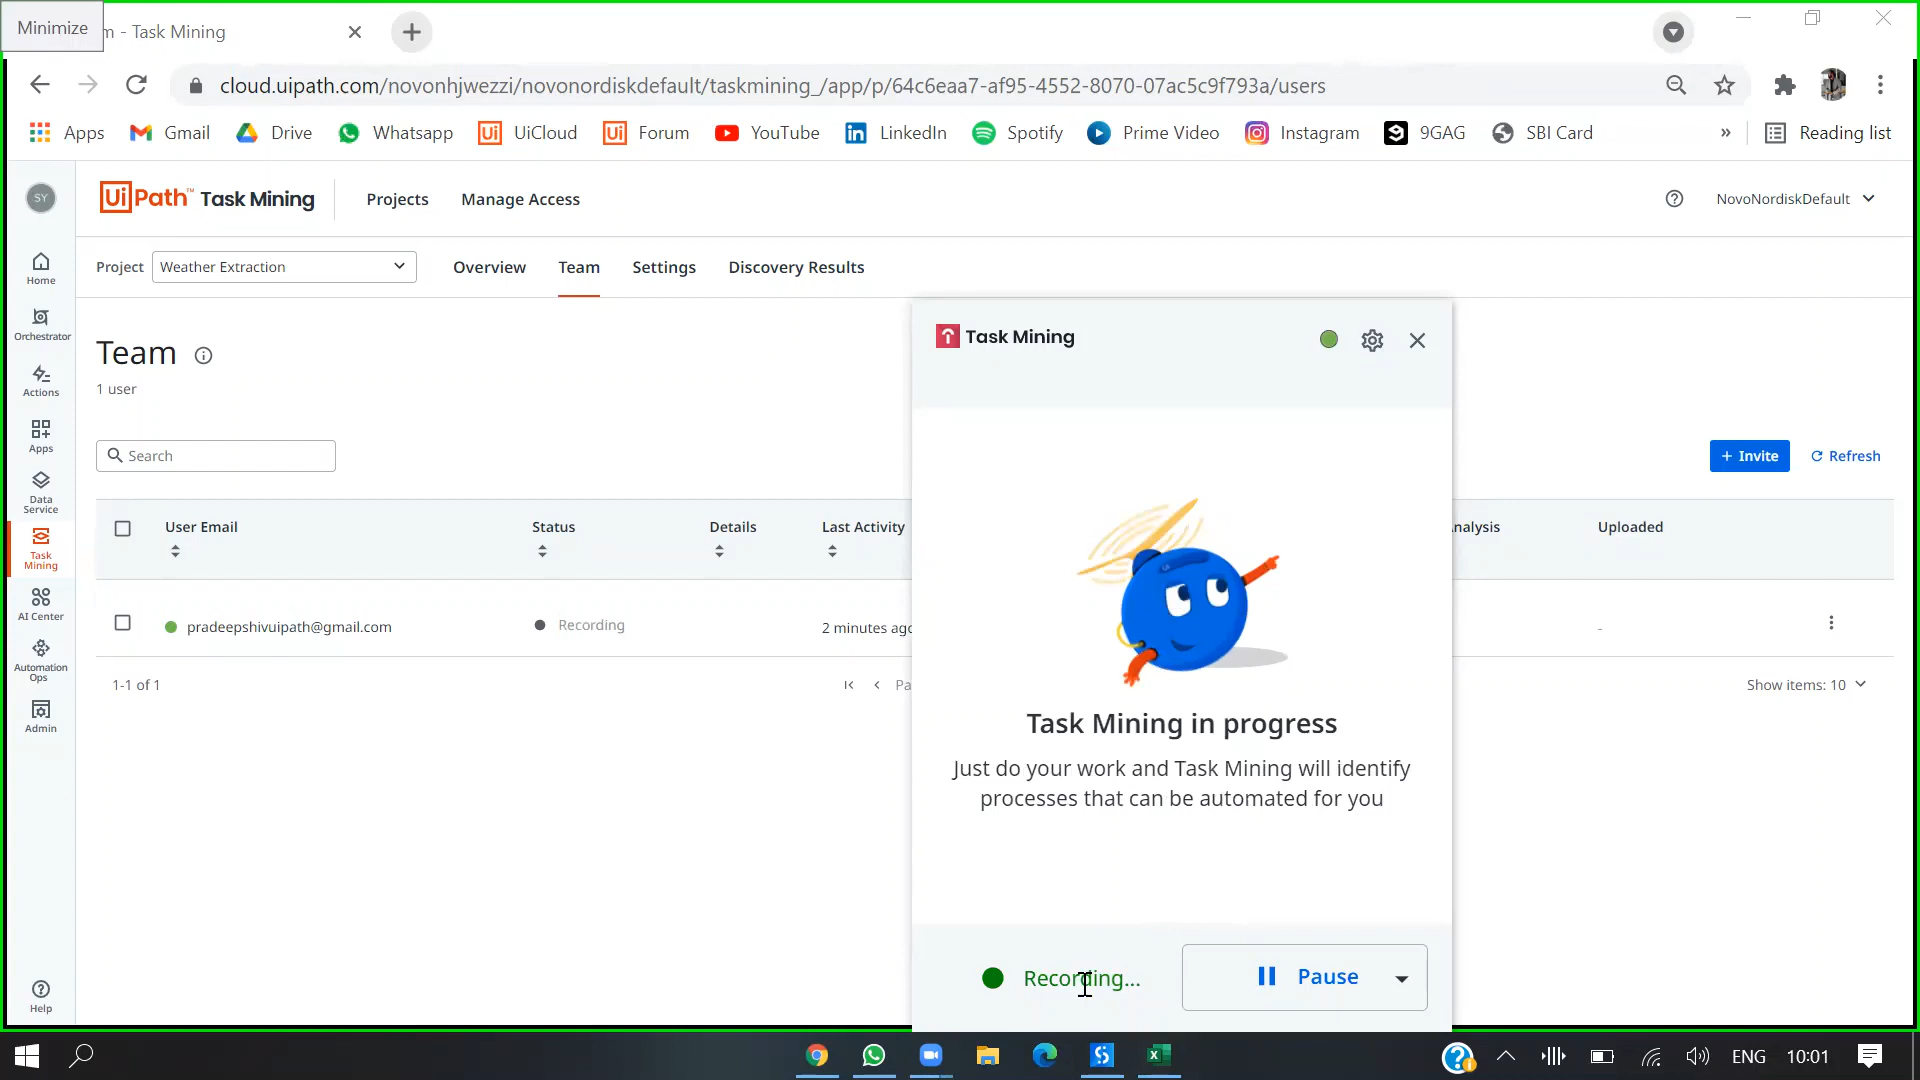 Minimize
m - Task Mining
cloud.uipath.com/novonhjwezzi/novonordiskdefault/taskmining_/app/p/64c6eaa7-af95-4552-8070-07ac5c9f793a/users
Apps Gmail Drive Whatsapp UiCloud Forum YouTube LinkedIn Spotify Prime Video Instagram 9GAG SBI Card » Reading list
SY
UiPath™ Task Mining Projects Manage Access NovoNordiskDefault
Project Weather Extraction Overview Team Settings Discovery Results
Home
Orchestrator
Actions
Apps
Data
Service
Task
Mining
AI Center
Automation
Ops
Admin
Help
Team
1 user
Search
+ Invite Refresh
User Email Status Details Last Activity nalysis Uploaded
pradeepshivuipath@gmail.com Recording 2 minutes ago -
1-1 of 1 Pa Show items: 10
Task Mining
Task Mining in progress
Just do your work and Task Mining will identify
processes that can be automated for you
Recording... Pause
ENG 10:01